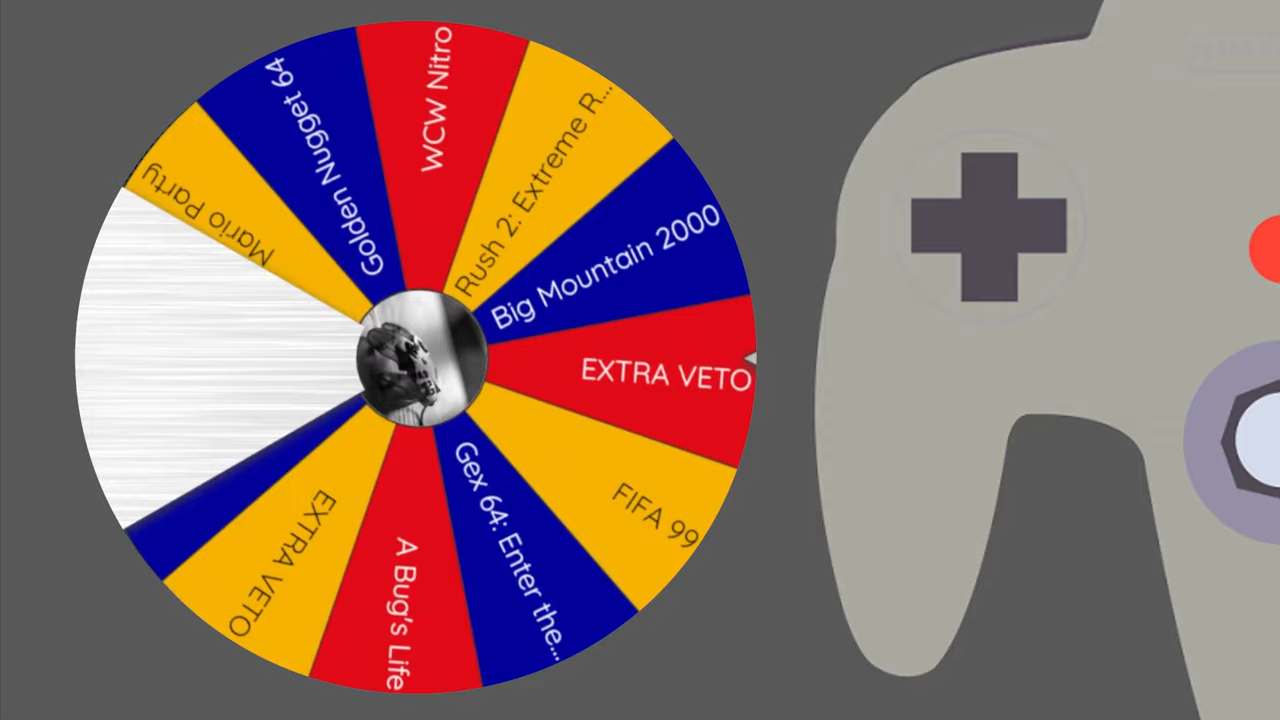 WCW Nitro
Rush 2: Extreme R...
Big Mountain 2000
EXTRA VETO
FIFA 99
Gex 64: Enter the...
A Bug's Life
EXTRA VETO
Mario Party
Golden Nugget 64